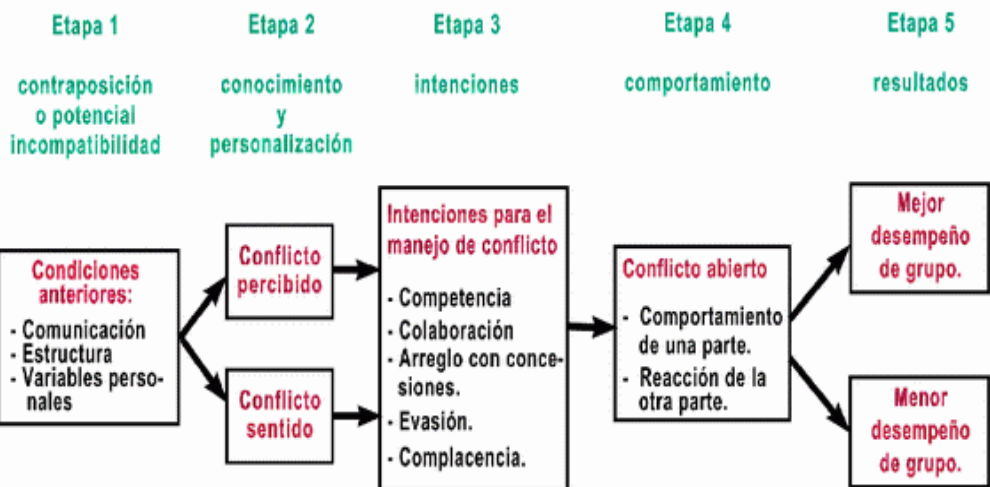 Etapa 1
contraposición
o potencial
incompatibilidad
Etapa 2
conocimiento
y
personalización
Etapa 3
intenciones
Etapa 4
comportamiento
Etapa 5
resultados
Condiciones
anteriores:
- Comunicación
- Estructura
- Variables perso-
nales
Conflicto
percibido
Conflicto
sentido
Intenciones para el
manejo de conflicto
- Competencia
- Colaboración
- Arreglo con conce-
siones.
- Evasión.
- Complacencia.
Conflicto abierto
- Comportamiento
de una parte.
- Reacción de la
otra parte.
Mejor
desempeño
de grupo.
Menor
desempeño
de grupo.